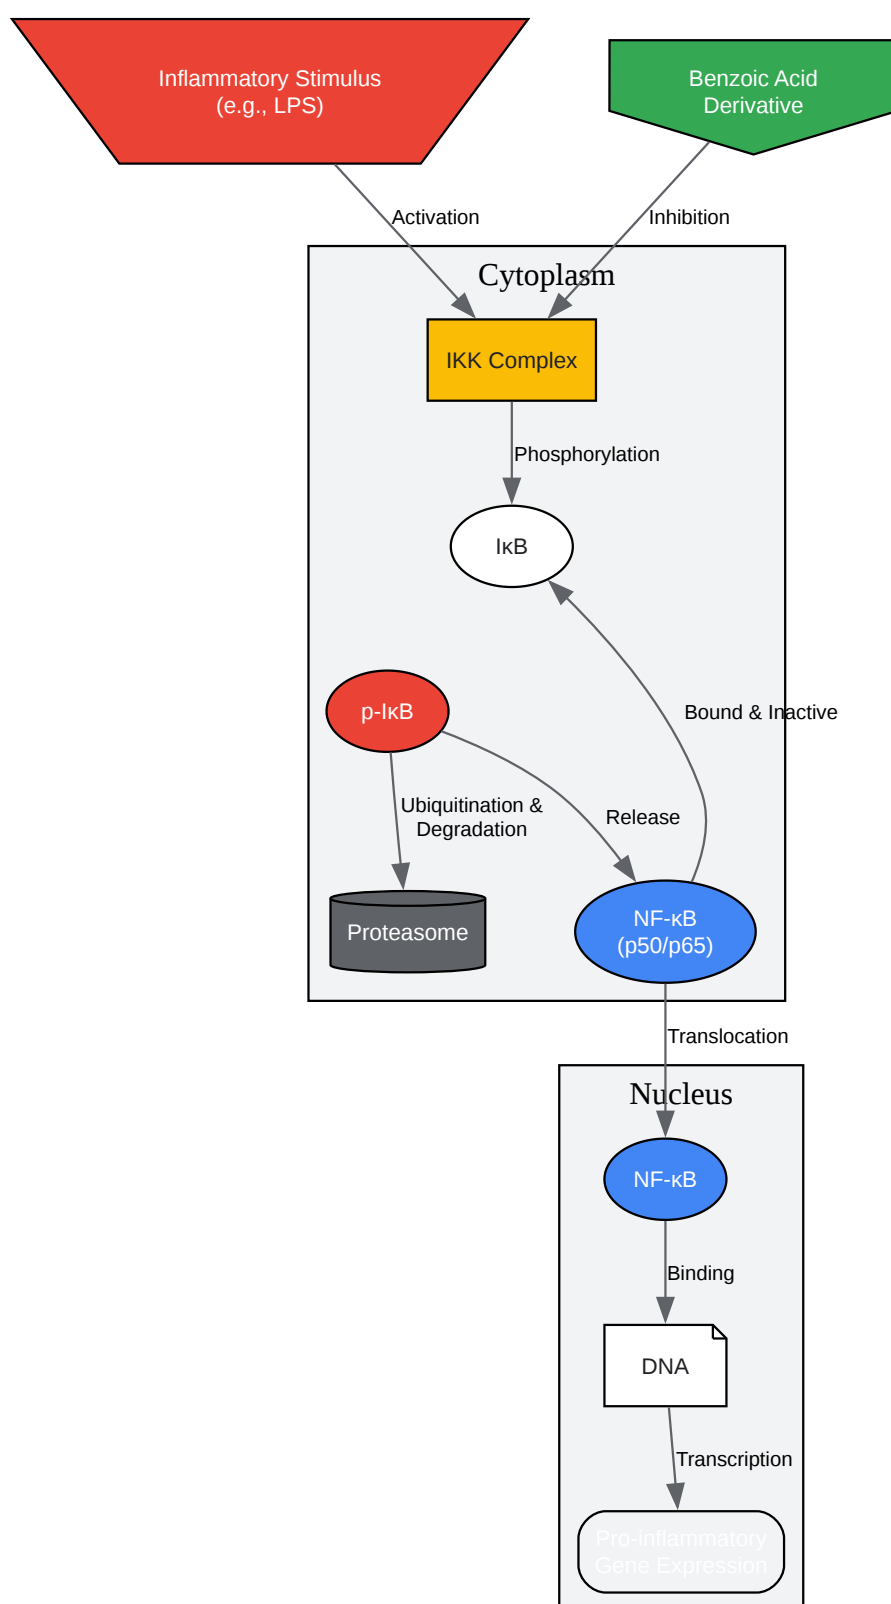 Inflammatory Stimulus
(e.g., LPS)
Benzoic Acid
Derivative
Activation
Inhibition
Cytoplasm
IKK Complex
Phosphorylation
IκB
p-IκB
Bound & Inactive
Ubiquitination &
Degradation
Release
Proteasome
NF-κB
(p50/p65)
Translocation
Nucleus
NF-κB
Binding
DNA
Transcription
Pro-inflammatory
Gene Expression